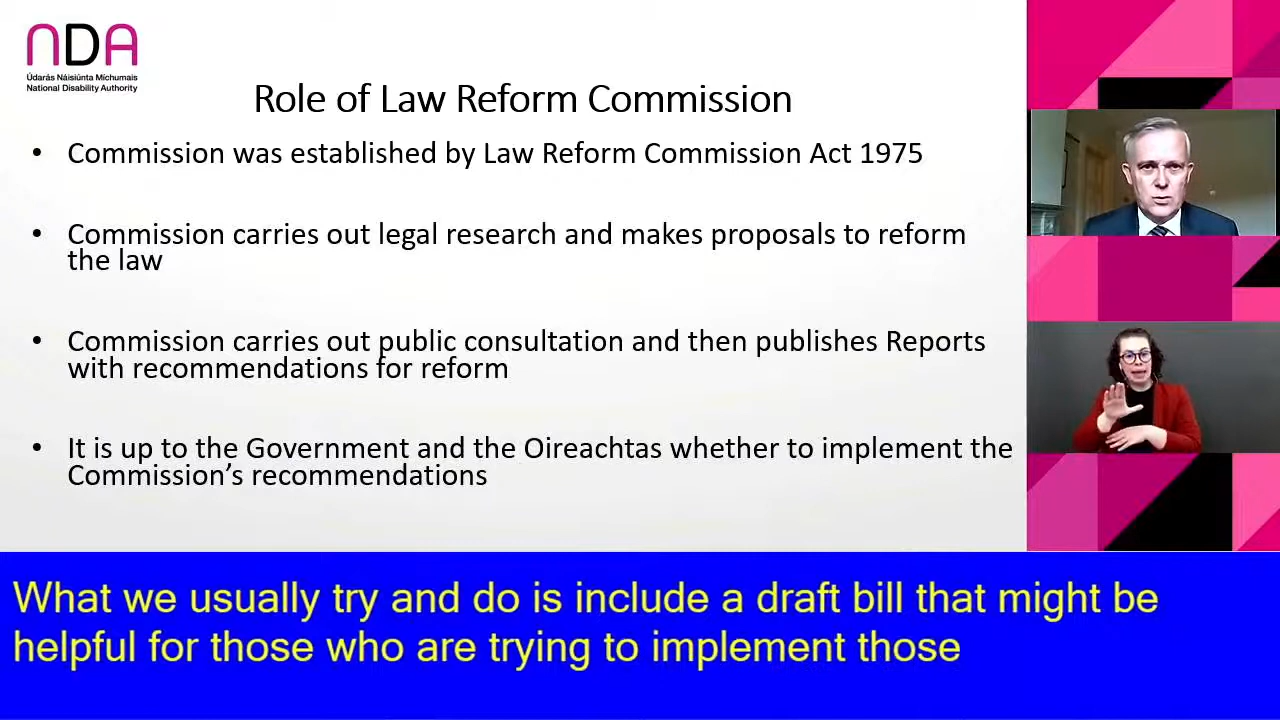 NDA
Údarás Náisiúnta Míchumais
National Disability Authority
Role of Law Reform Commission
• Commission was established by Law Reform Commission Act 1975
• Commission carries out legal research and makes proposals to reform
the law
• Commission carries out public consultation and then publishes Reports
with recommendations for reform
• It is up to the Government and the Oireachtas whether to implement the
Commission's recommendations
What we usually try and do is include a draft bill that might be
helpful for those who are trying to implement those